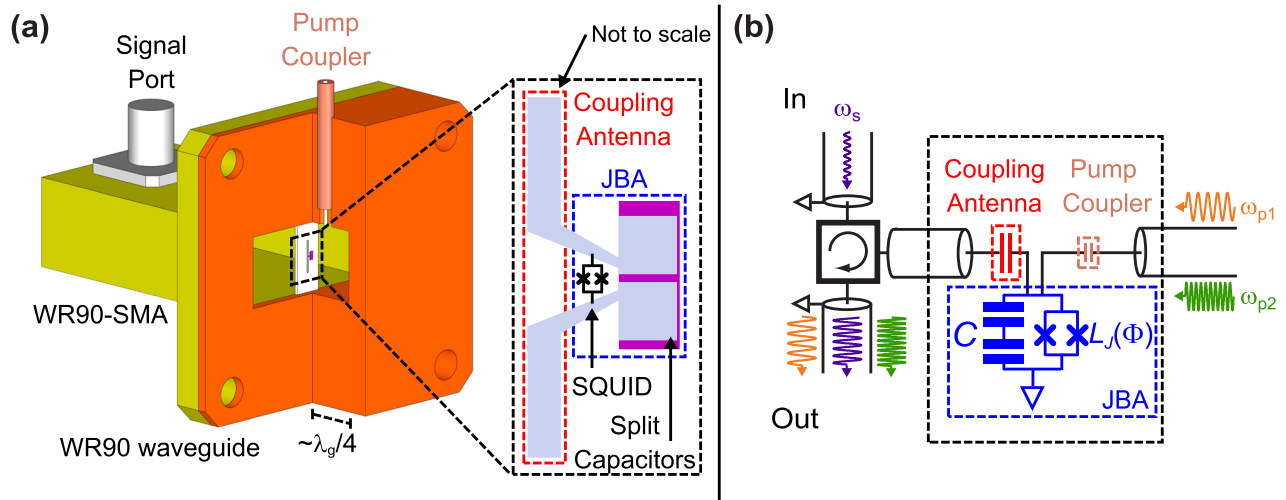 (a)
Signal
Port
Pump
Coupler
Not to scale
Coupling
Antenna
JBA
WR90-SMA
SQUID
Split
Capacitors
WR90 waveguide
~λg/4
(b)
In
ωs
Coupling
Antenna
Pump
Coupler
ωp1
ωp2
C
LJ(Φ)
JBA
Out